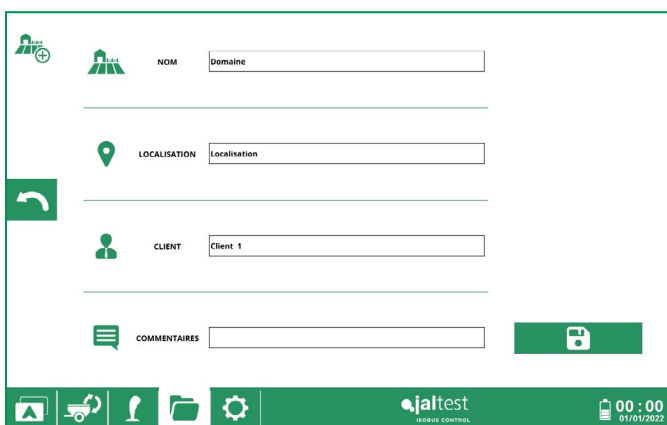 NOM
Domaine
LOCALISATION
Localisation
CLIENT
Client 1
COMMENTAIRES
jaltest
ISOBUS CONTROL
00 : 00
01/01/2022